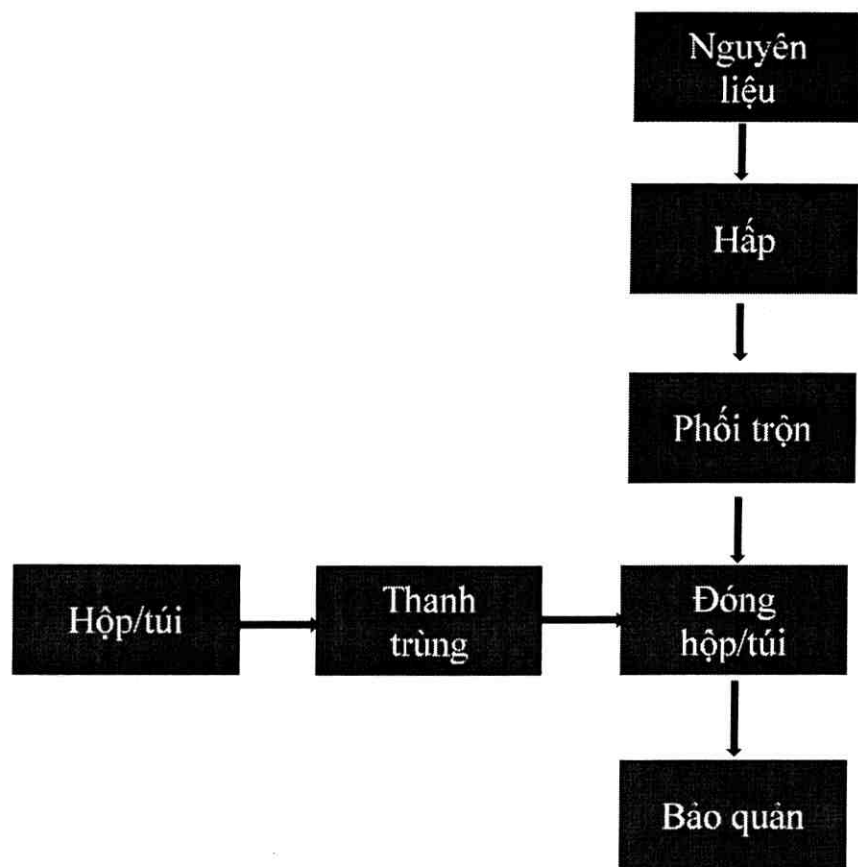 Nguyên
liệu
Hấp
Phối trộn
Hộp/túi
Thanh
trùng
Đóng
hộp/túi
Bảo quản